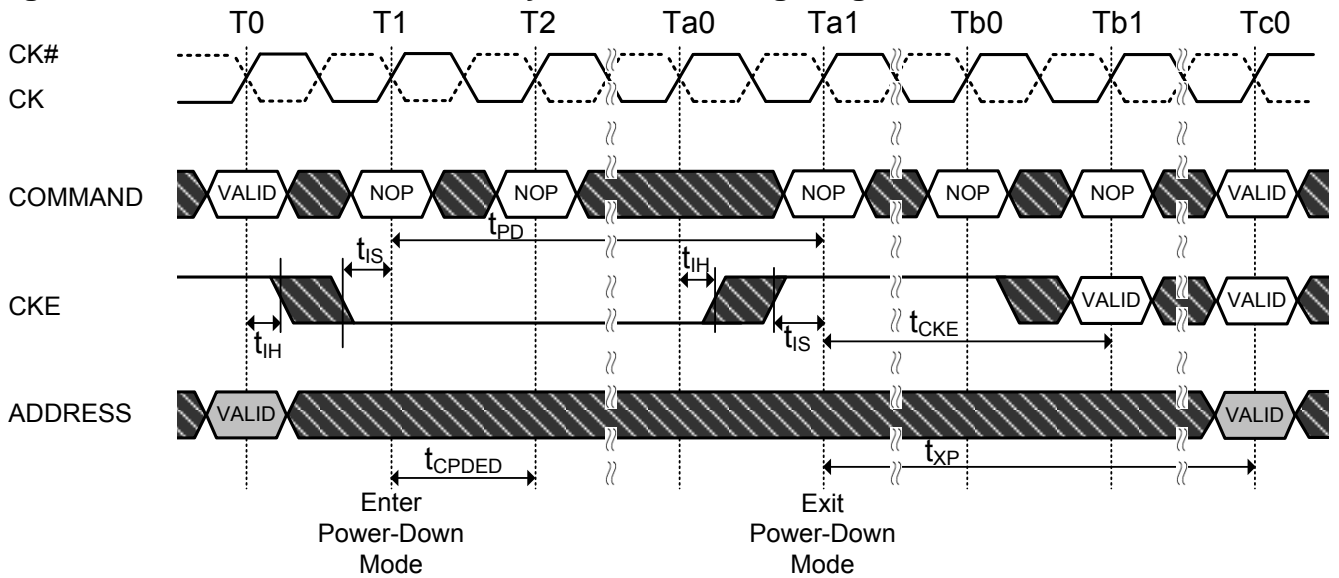 T0 T1 T2 Ta0 Ta1 Tb0 Tb1 Tc0
CK#
CK
COMMAND VALID NOP NOP NOP NOP NOP VALID
tPD
tIS tIH
CKE VALID VALID
tIH tIS tCKE
ADDRESS VALID VALID
tCPDED tXP
Enter Power-Down Mode
Exit Power-Down Mode